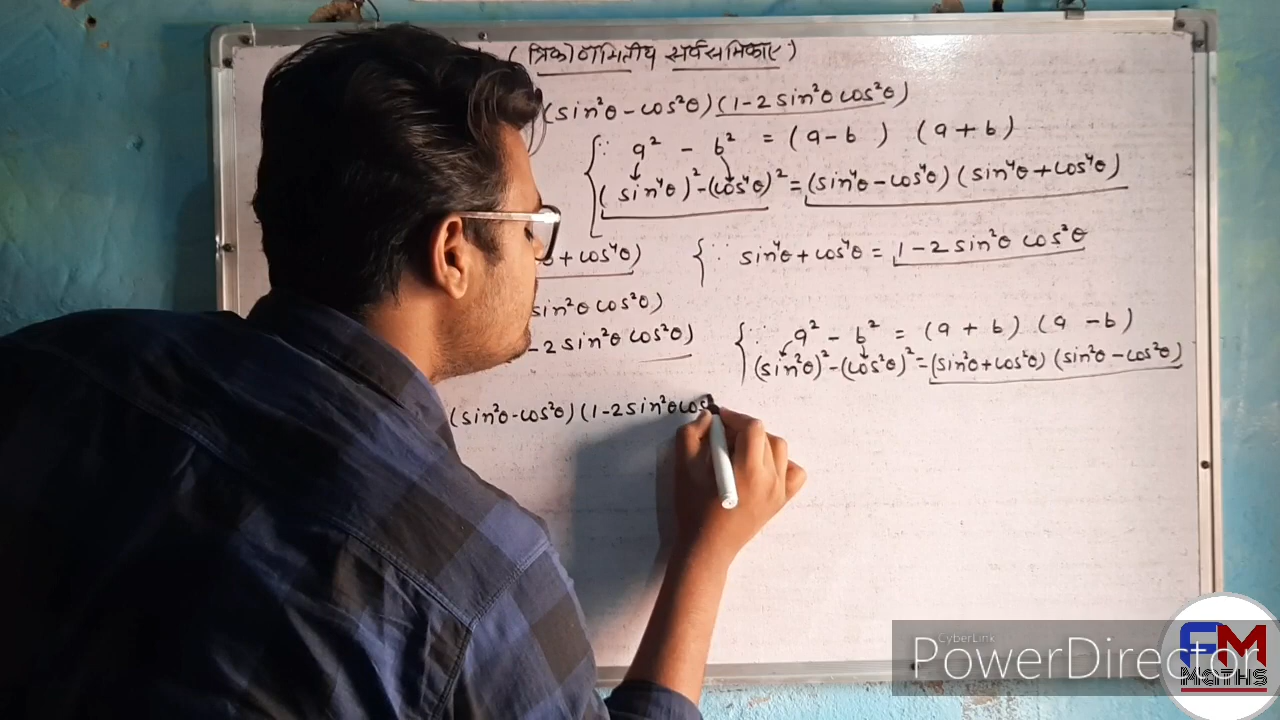 ( त्रिकोणमितीय सर्वसमिकाए )
(sin²θ - cos²θ) (1-2 sin²θ cos²θ)
{∵ a² - b² = (a - b ) (a + b )
( sin⁴θ )² - (cos⁴θ)² = (sin⁴θ - cos⁴θ) (sin⁴θ + cos⁴θ)
θ + cos⁴θ) {∵ sin⁴θ + cos⁴θ = 1 - 2 sin²θ cos²θ
sin²θ cos²θ)
- 2 sin²θ cos²θ) {∵ a² - b² = (a + b ) (a - b )
(sin²θ)² - (cos²θ)² = (sin²θ + cos²θ) (sin²θ - cos²θ)
(sin²θ - cos²θ) (1-2 sin²θ cos
CyberLink
PowerDirector
FM
MaTHS